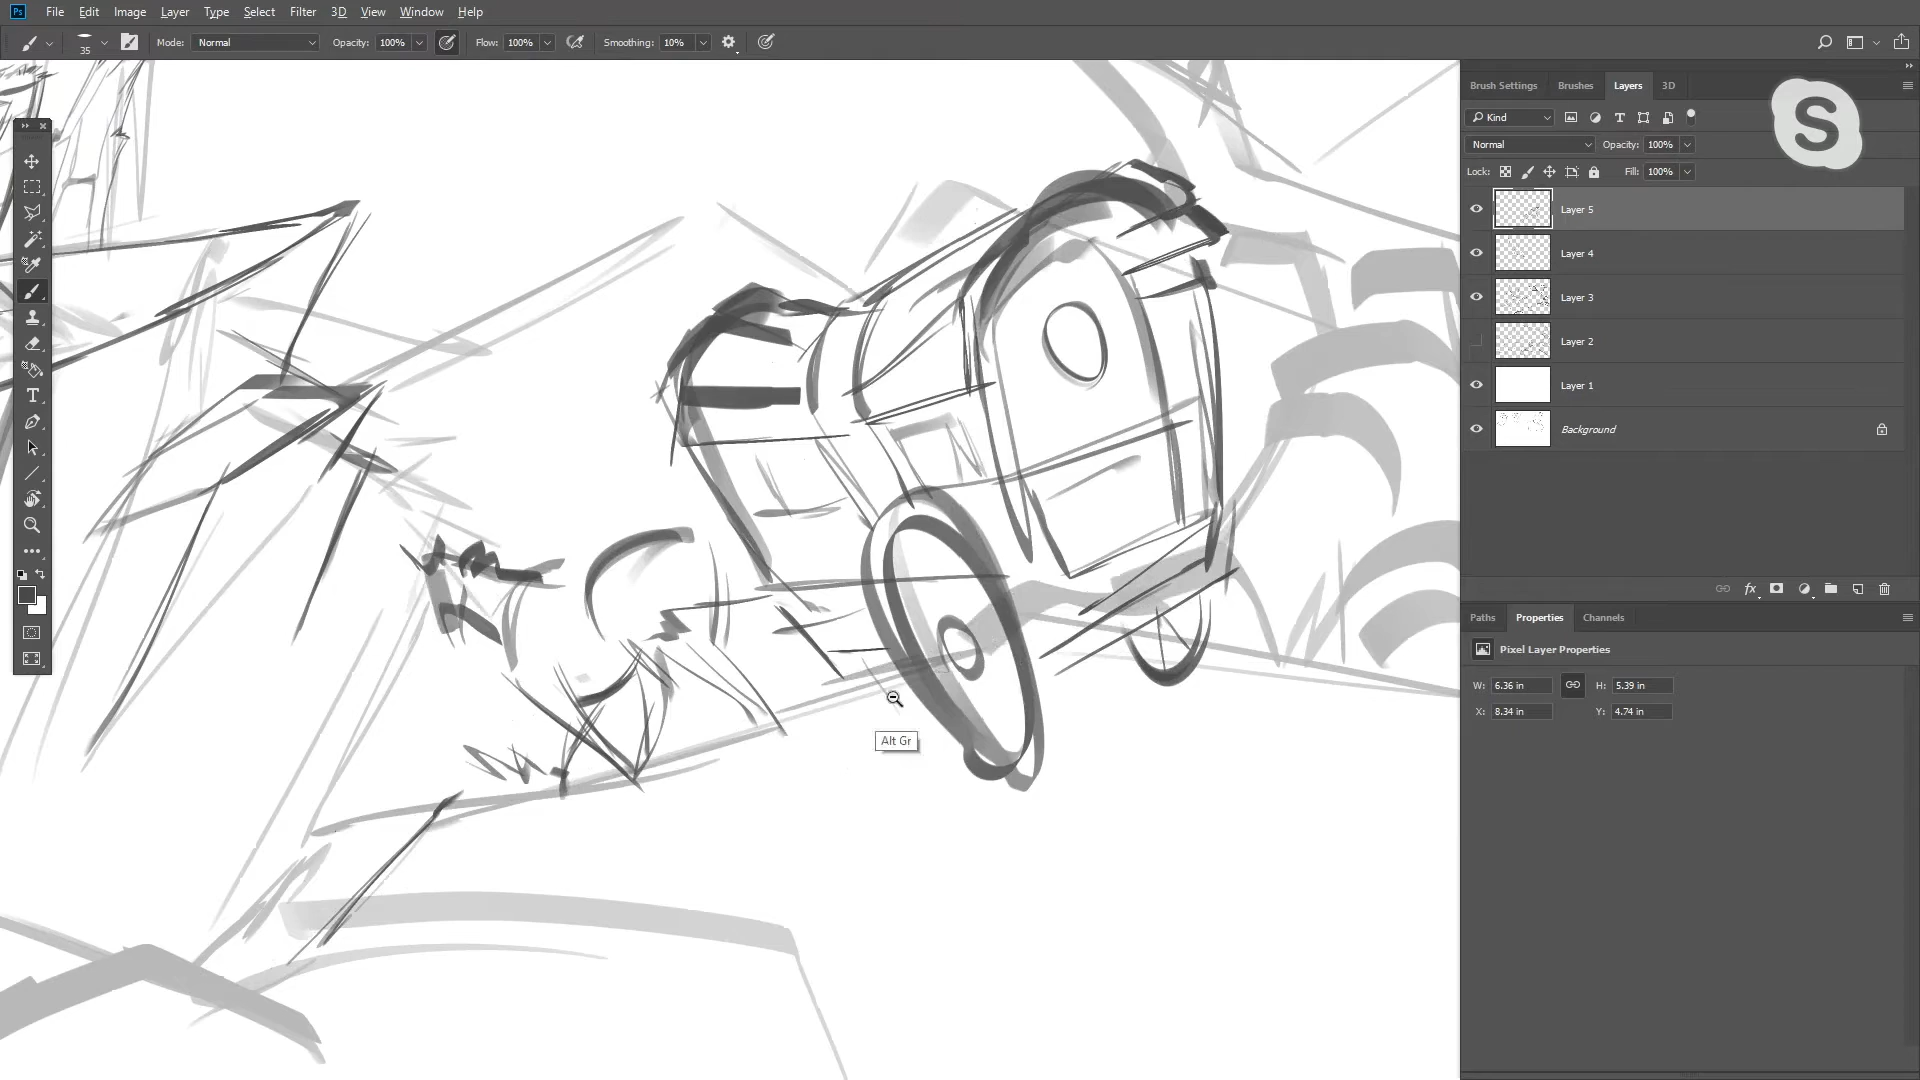 Ps File Edit Image Layer Type Select Filter 3D View Window Help
35 Mode: Normal Opacity: 100% Flow: 100% Smoothing: 10%
Brush Settings Brushes Layers 3D
Kind
Normal Opacity: 100%
Lock: Fill: 100%
Layer 5
Layer 4
Layer 3
Layer 2
Layer 1
Background
Paths Properties Channels
Pixel Layer Properties
W: 6.36 in H: 5.39 in
X: 8.34 in Y: 4.74 in
Alt Gr